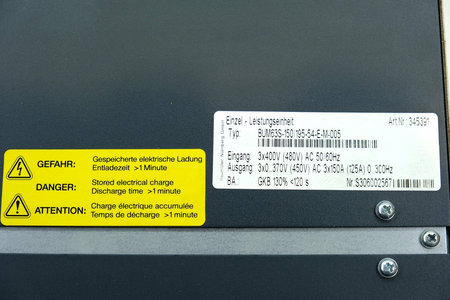 GEFAHR: Gespeicherte elektrische Ladung
Entladezeit >1 Minute
DANGER: Stored electrical charge
Discharge time >1 minute
ATTENTION: Charge électrique accumulée
Temps de décharge >1 minute
Einzel - Leistungseinheit Art.Nr.: 345391
Typ: BUM63S-150/195-54-E-M-005
Eingang: 3x400V (480V) AC 50/60Hz
Ausgang: 3x0..370V (450V) AC 3x150A (125A) 0..300Hz
BA: GKB 130% <120 s Nr:S306002567